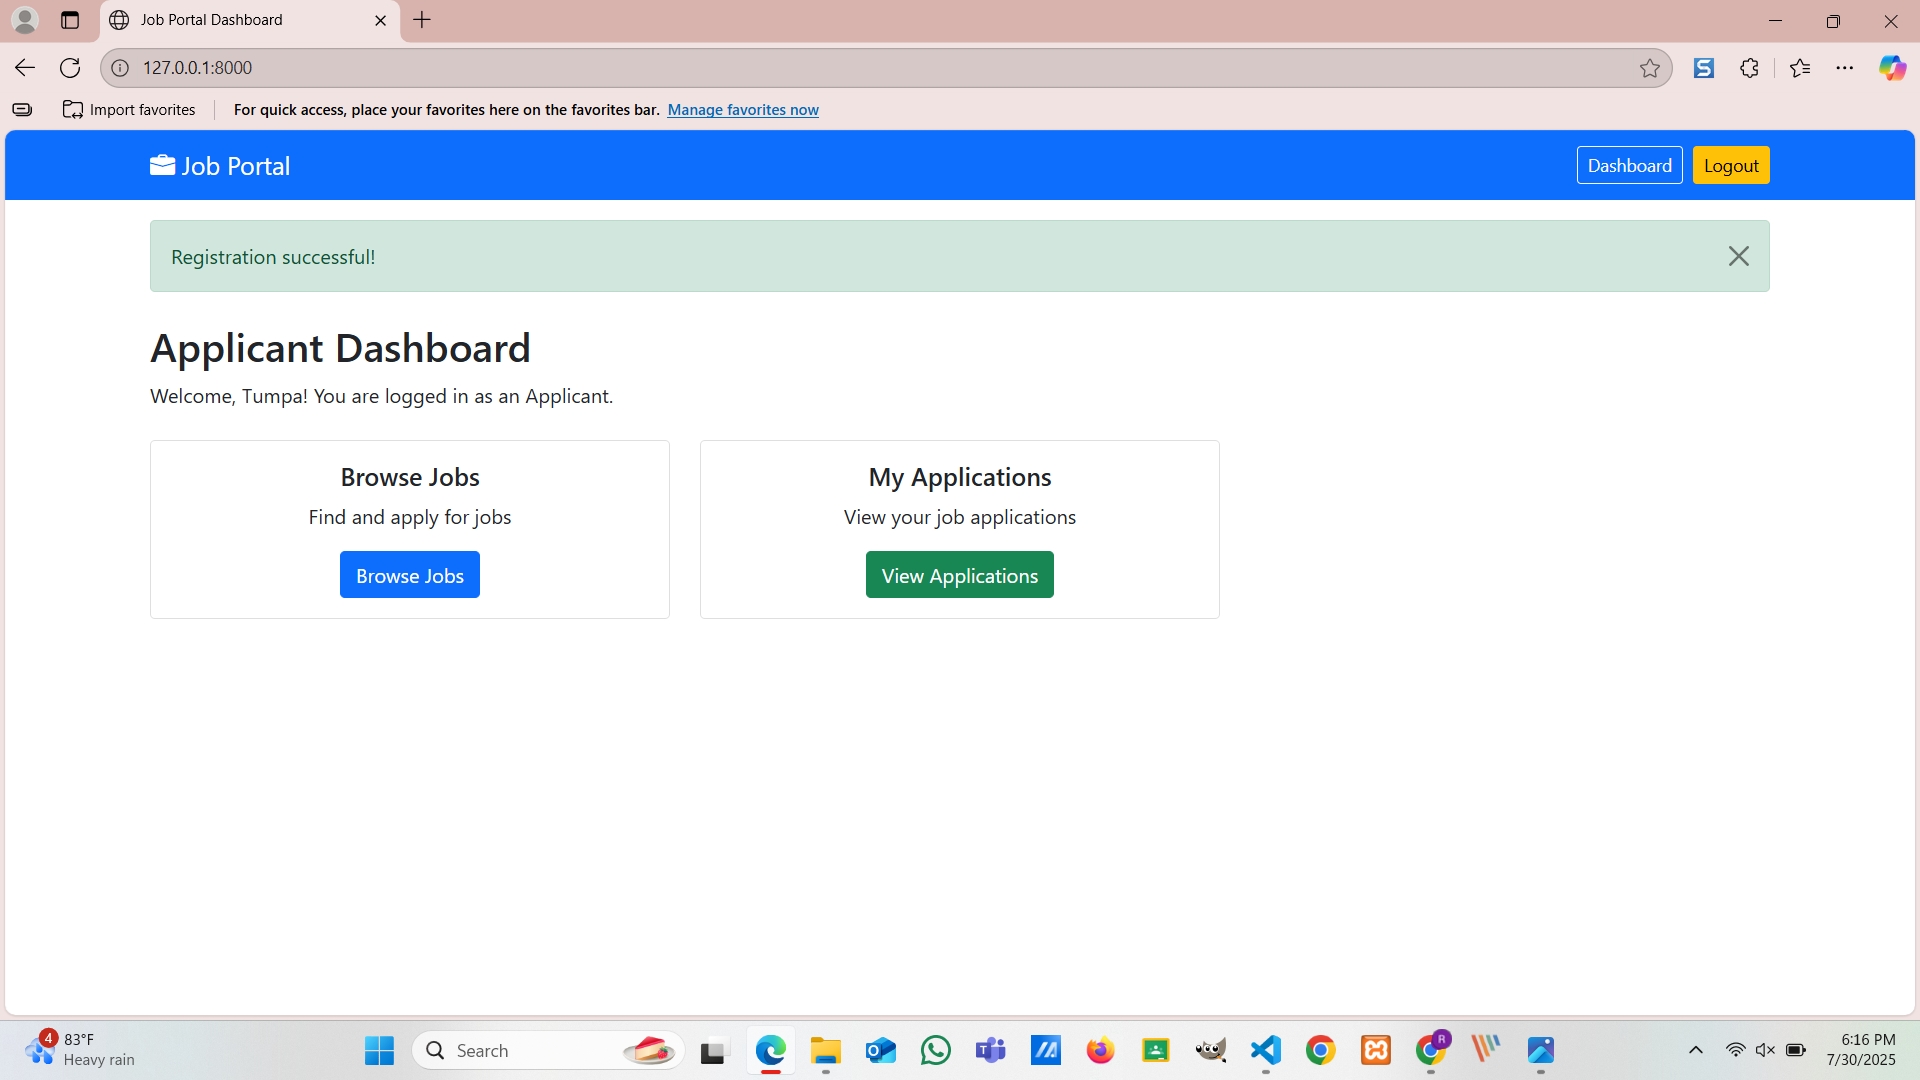 Job Portal Dashboard
127.0.0.1:8000
Import favorites
For quick access, place your favorites here on the favorites bar. Manage favorites now
Job Portal
Dashboard
Logout
Registration successful!
Applicant Dashboard
Welcome, Tumpa! You are logged in as an Applicant.
Browse Jobs
Find and apply for jobs
Browse Jobs
My Applications
View your job applications
View Applications
4
83°F
Heavy rain
Search
R
6:16 PM
7/30/2025